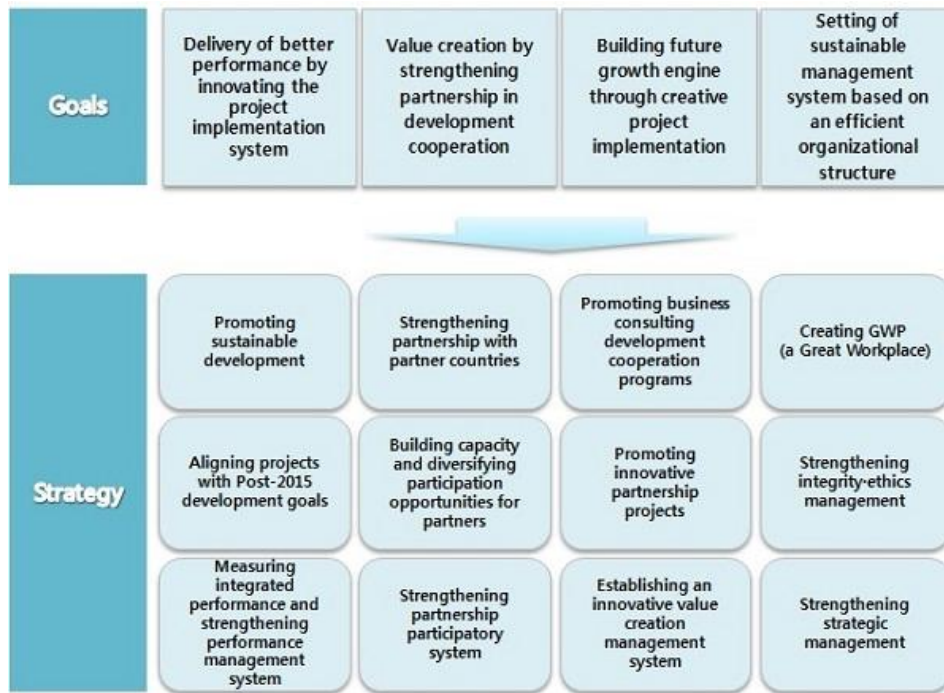 Goals
Delivery of better
performance by
innovating the
project
implementation
system
Value creation by
strengthening
partnership in
development
cooperation
Building future
growth engine
through creative
project
implementation
Setting of
sustainable
management
system based on
an efficient
organizational
structure
Strategy
Promoting
sustainable
development
Strengthening
partnership with
partner countries
Promoting business
consulting
development
cooperation
programs
Creating GWP
(a Great Workplace)
Aligning projects
with Post-2015
development goals
Building capacity
and diversifying
participation
opportunities for
partners
Promoting
innovative
partnership
projects
Strengthening
integrity·ethics
management
Measuring
integrated
performance and
strengthening
performance
management
system
Strengthening
partnership
participatory
system
Establishing an
innovative value
creation
management
system
Strengthening
strategic
management